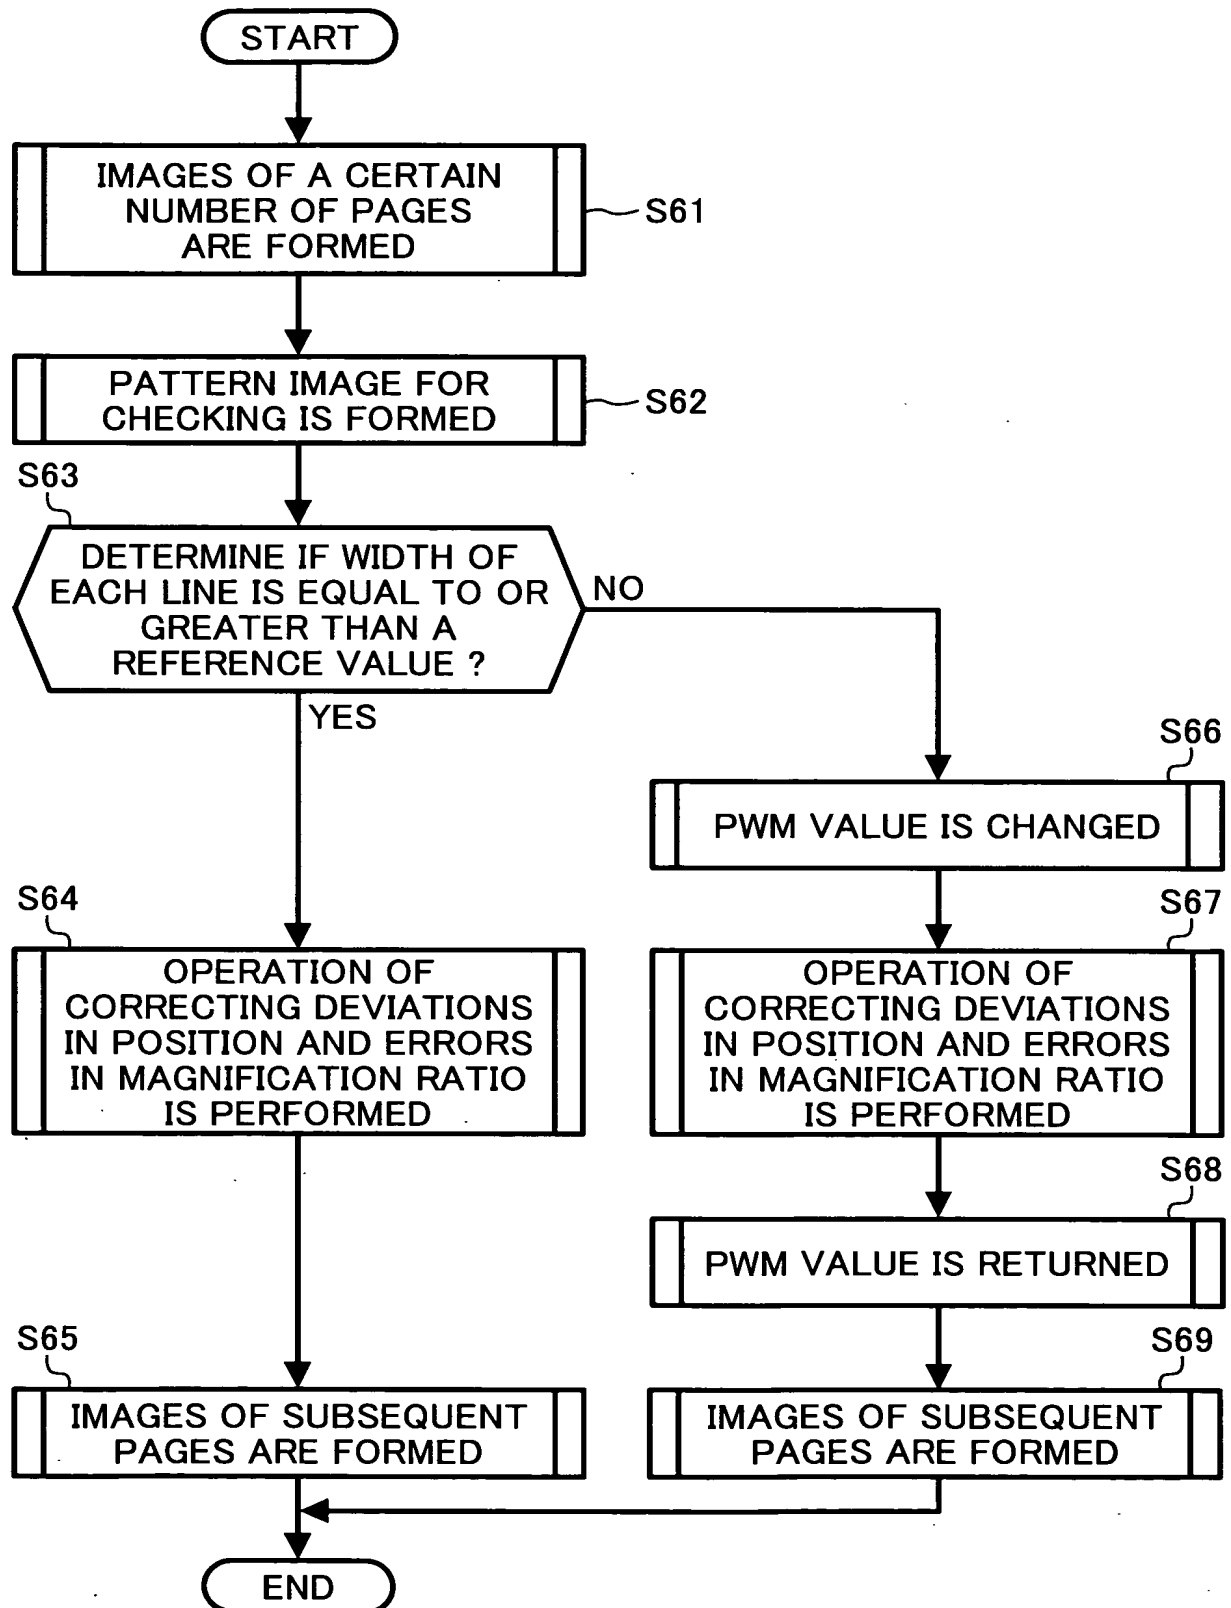 START
IMAGES OF A CERTAIN
NUMBER OF PAGES
ARE FORMED
S61
PATTERN IMAGE FOR
CHECKING IS FORMED
S62
S63
DETERMINE IF WIDTH OF
EACH LINE IS EQUAL TO OR
GREATER THAN A
REFERENCE VALUE ?
NO
YES
S66
PWM VALUE IS CHANGED
S64
OPERATION OF
CORRECTING DEVIATIONS
IN POSITION AND ERRORS
IN MAGNIFICATION RATIO
IS PERFORMED
S67
OPERATION OF
CORRECTING DEVIATIONS
IN POSITION AND ERRORS
IN MAGNIFICATION RATIO
IS PERFORMED
S68
PWM VALUE IS RETURNED
S65
IMAGES OF SUBSEQUENT
PAGES ARE FORMED
S69
IMAGES OF SUBSEQUENT
PAGES ARE FORMED
END